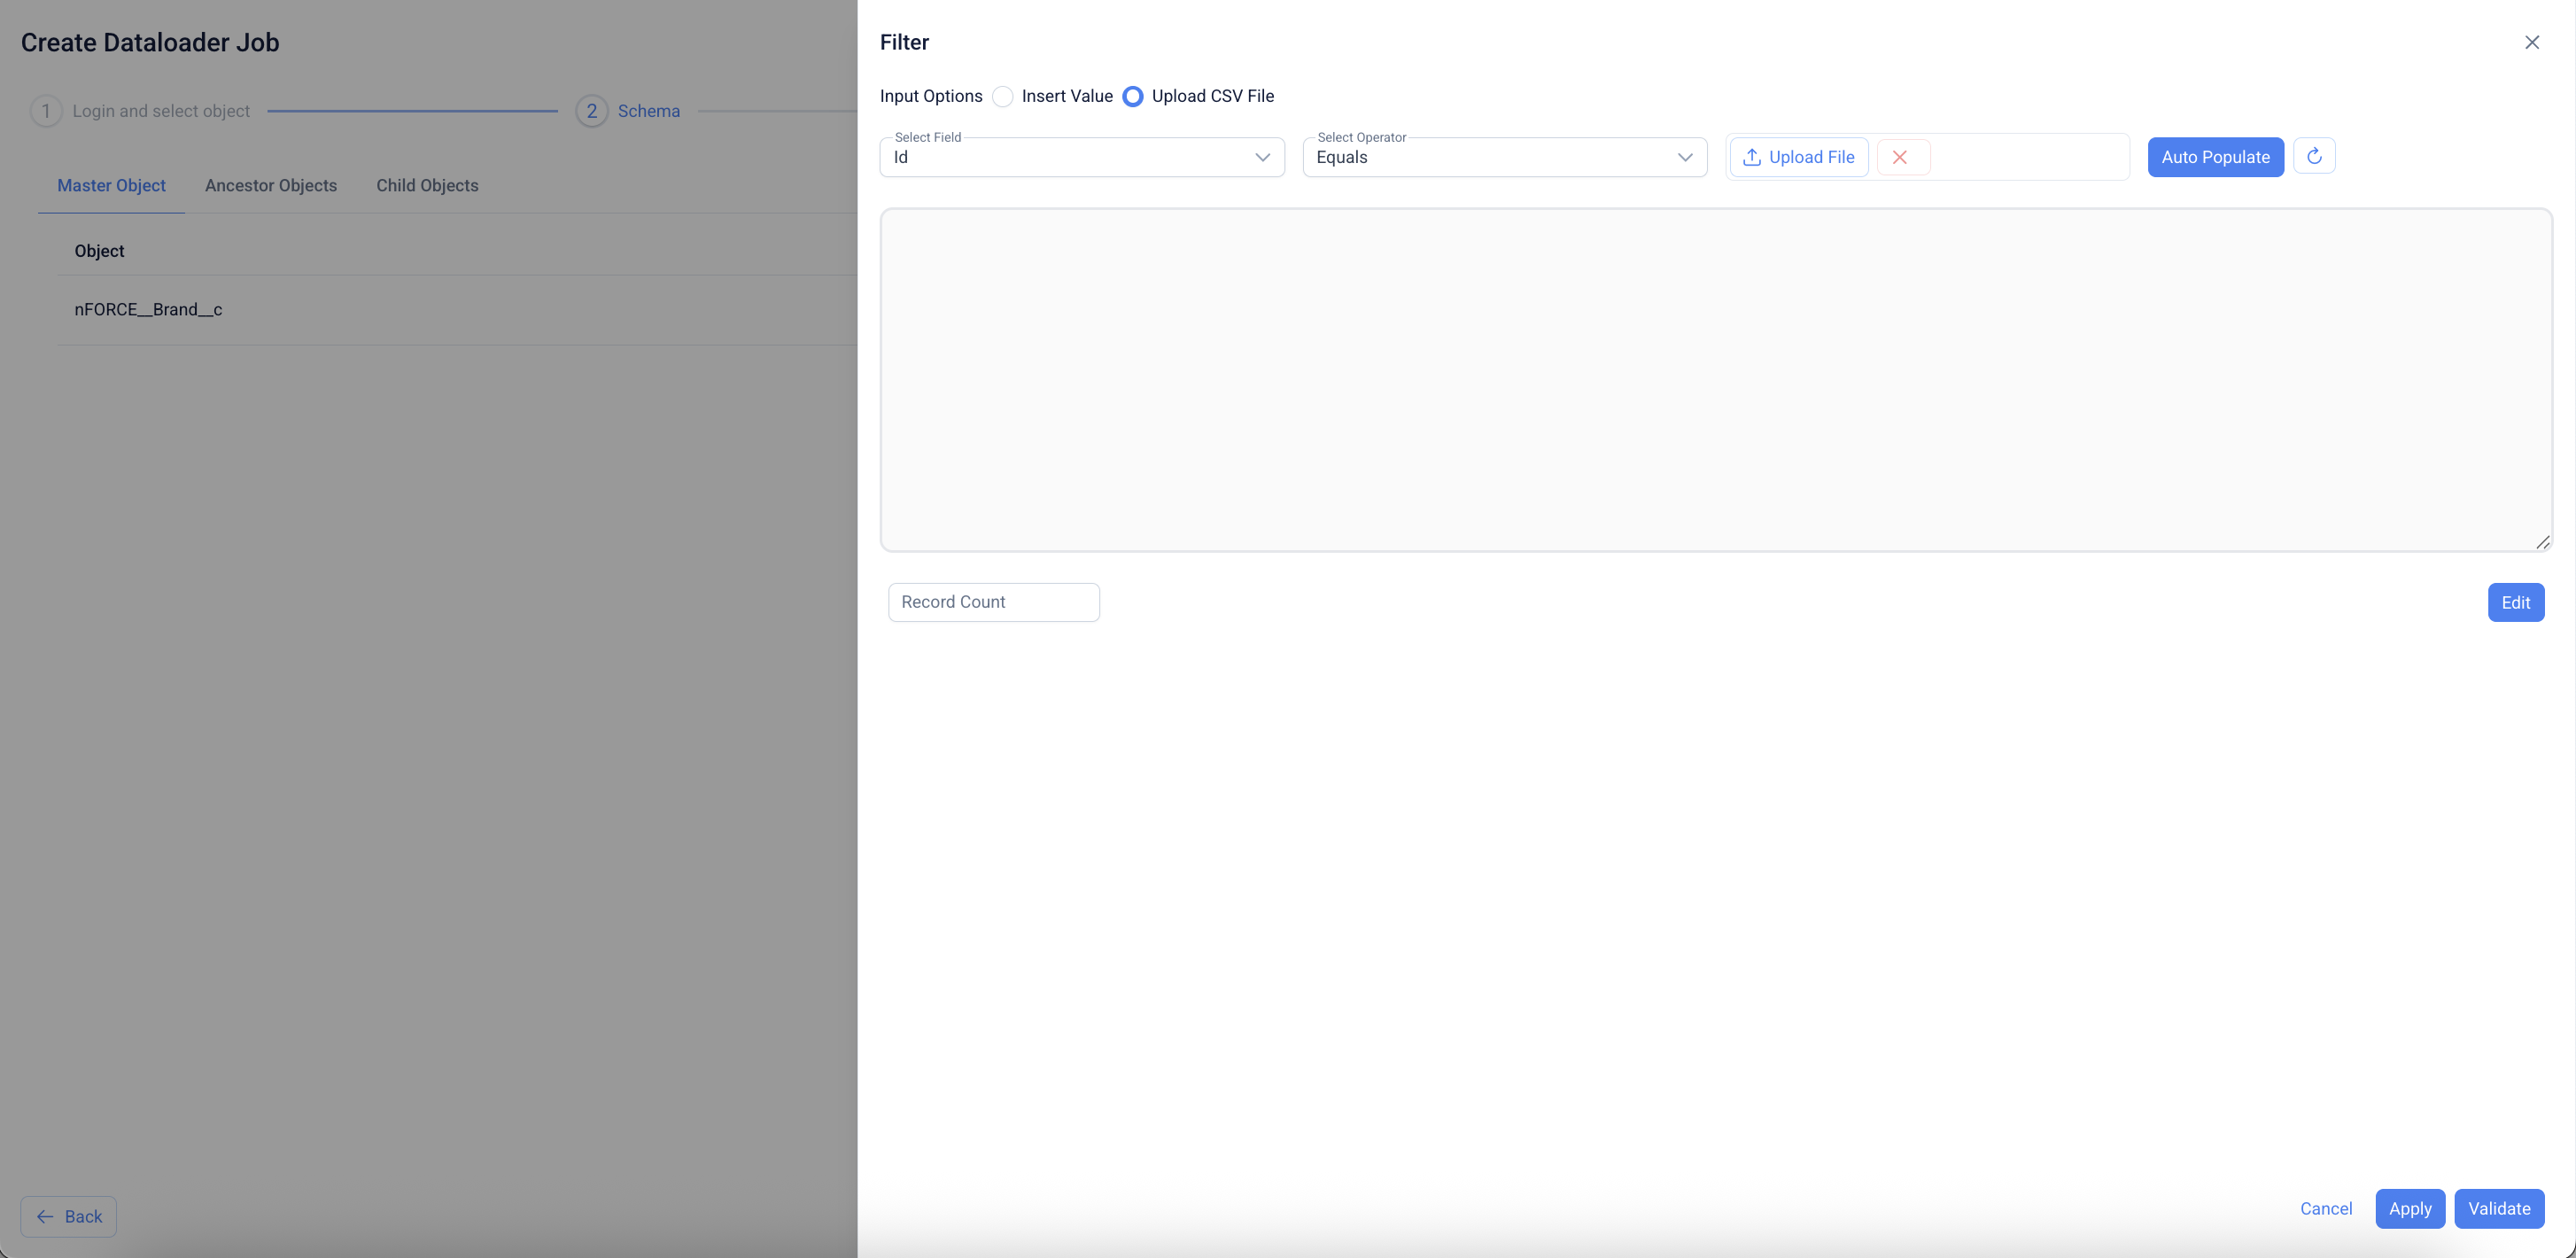 Create Dataloader Job
1 Login and select object 2 Schema
Master Object Ancestor Objects Child Objects
Object
nFORCE__Brand__c
Back
Filter
Input Options Insert Value Upload CSV File
Select Field Select Operator
Id Equals Upload File Auto Populate
Record Count Edit
Cancel Apply Validate